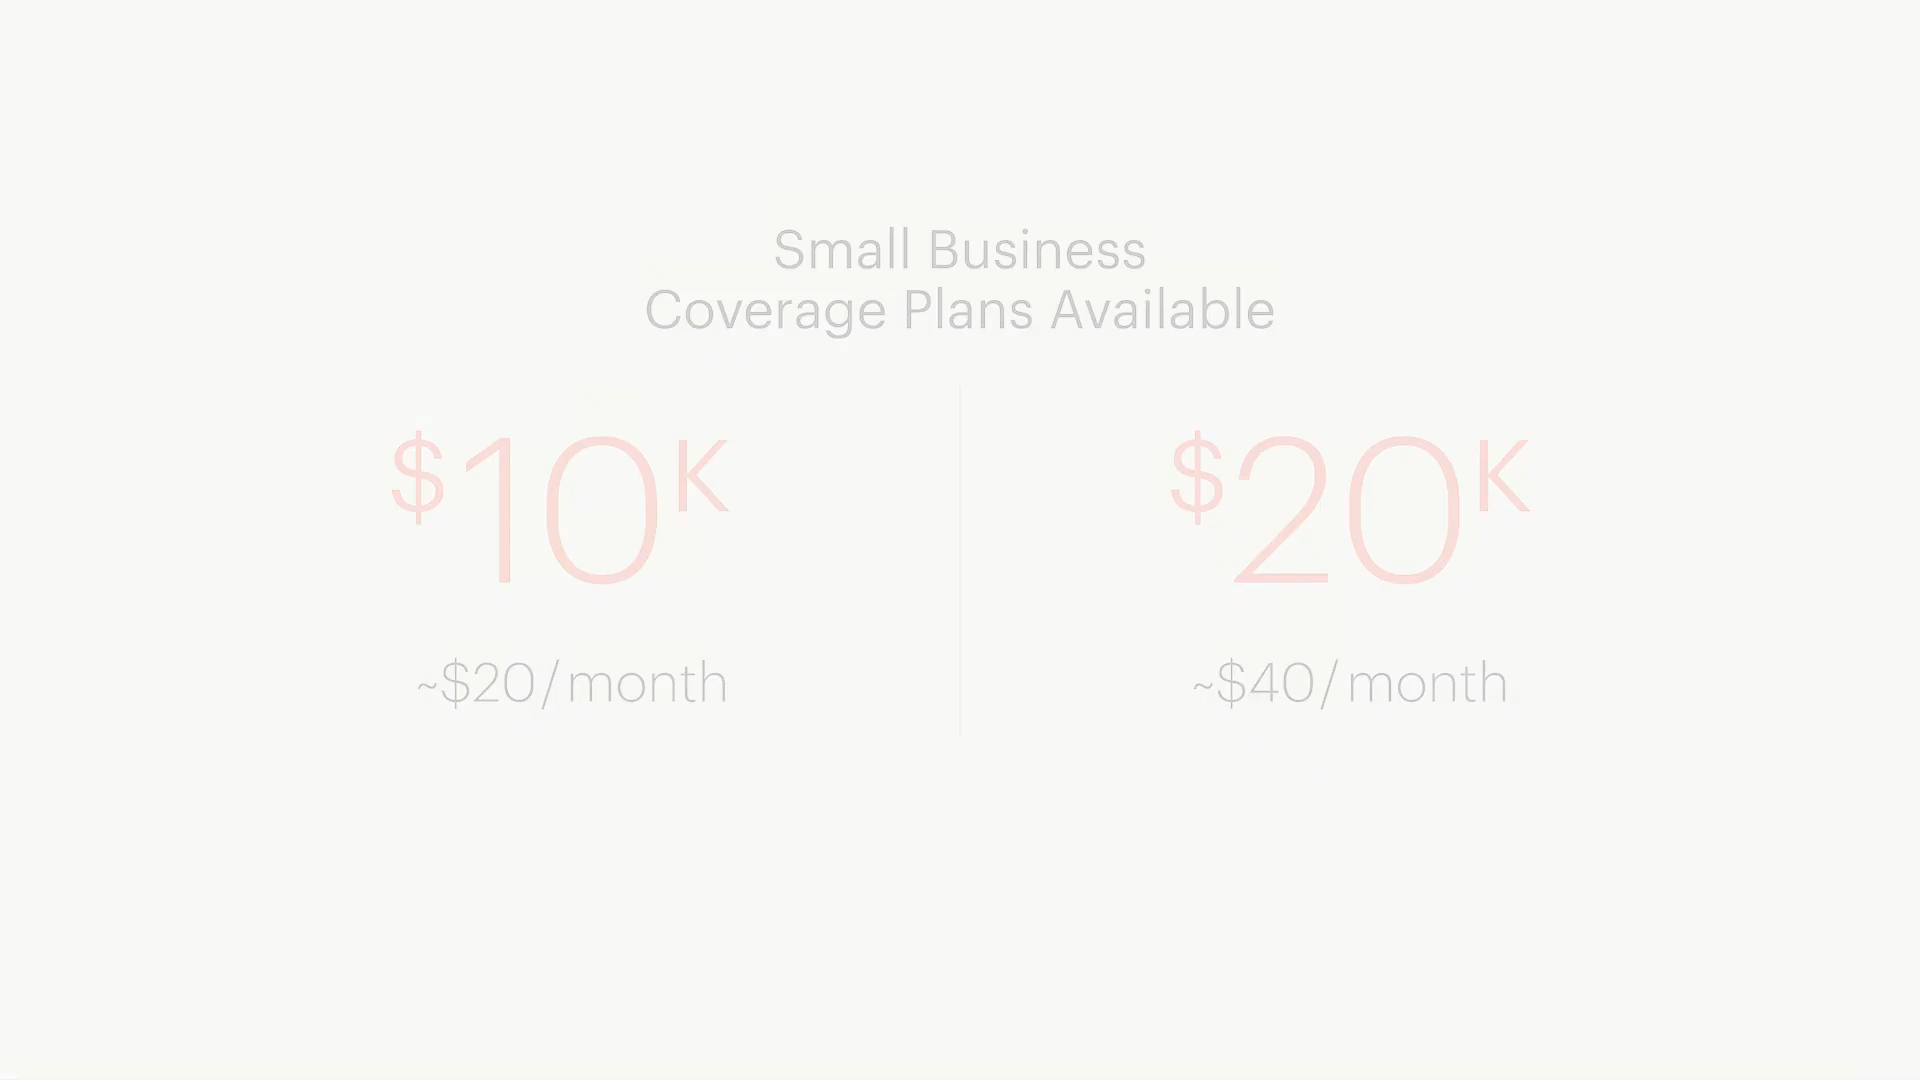 Small Business
Coverage Plans Available
$10K
$20K
~$20/month
~$40/month